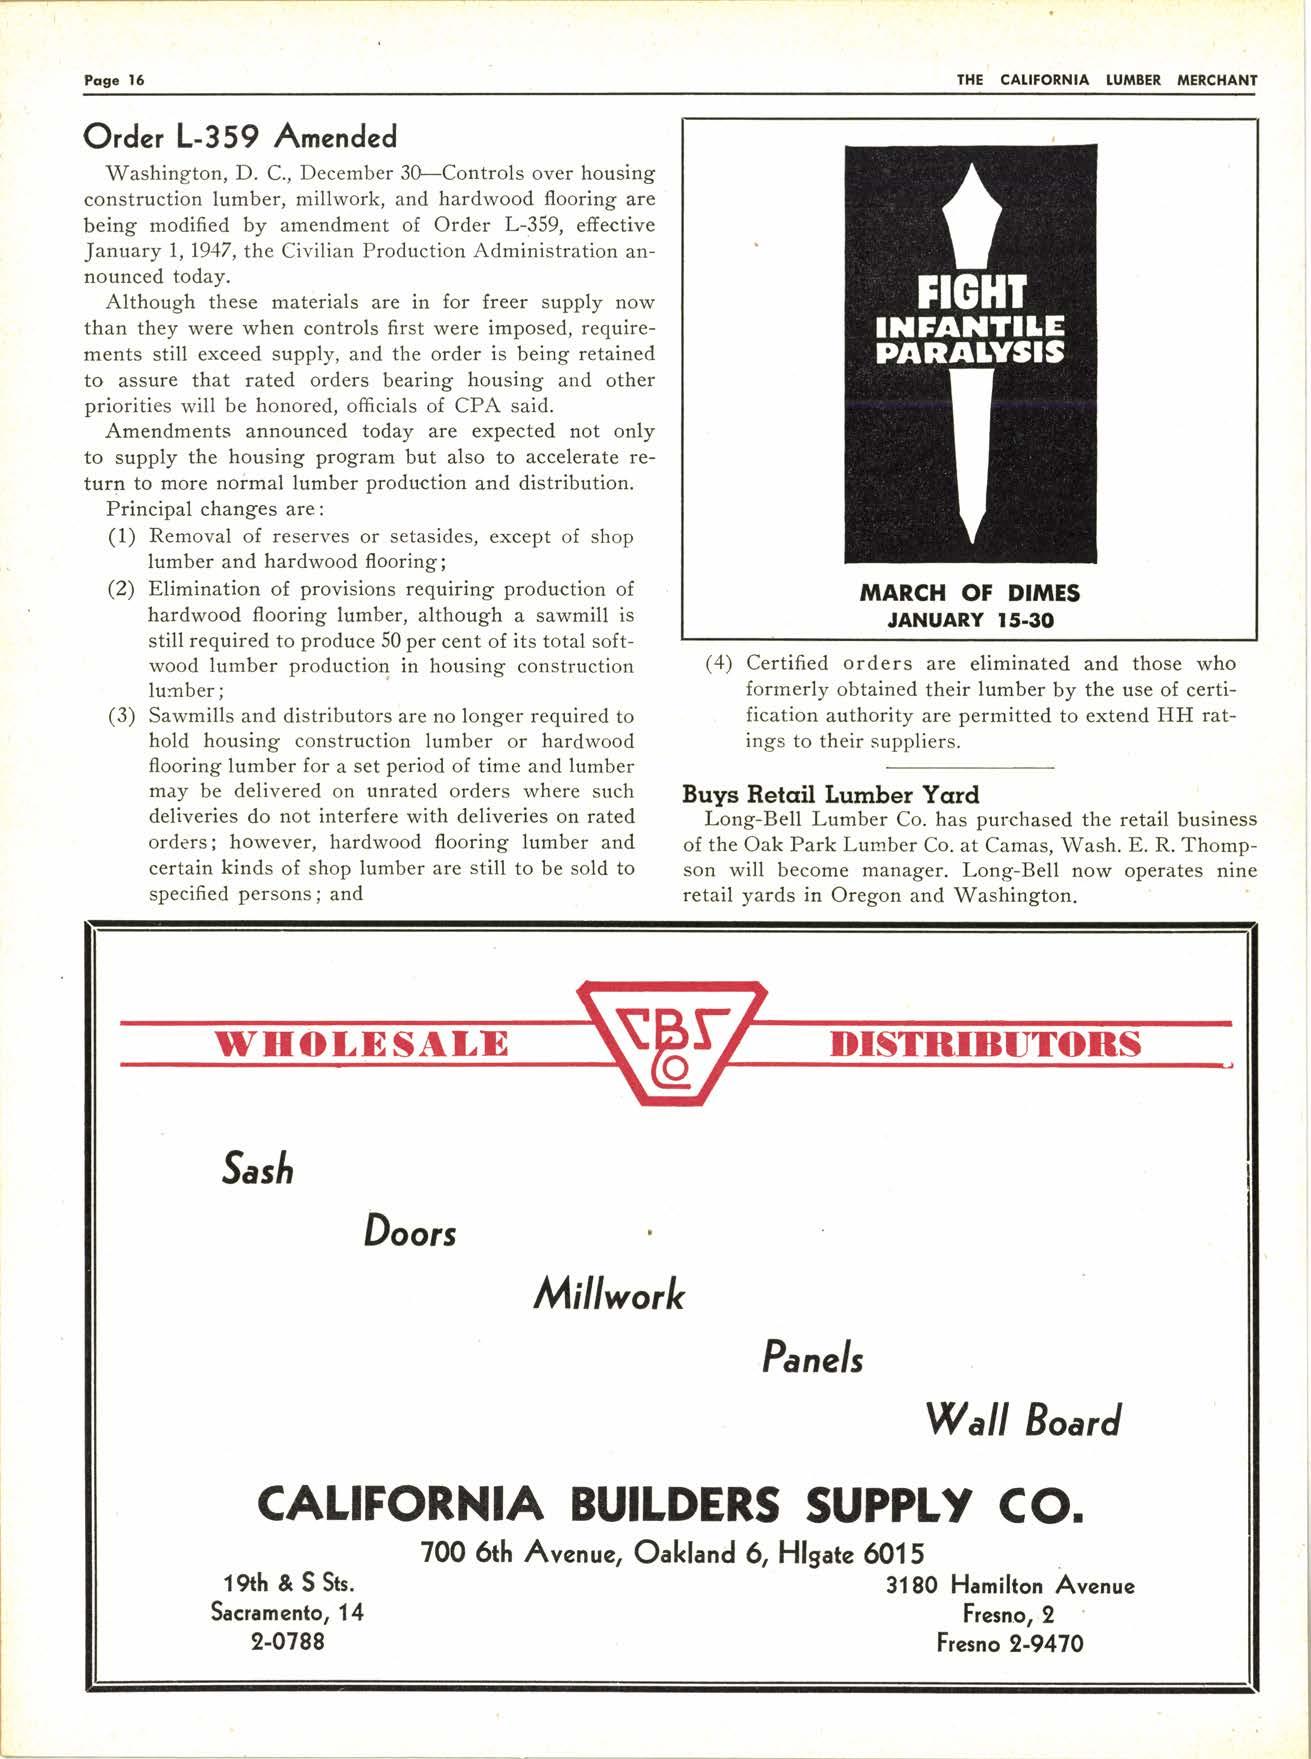 Page 16
THE CALIFORNIA LUMBER MERCHANT
Order L-359 Amended
Washington, D. C., December 30—Controls over housing
construction lumber, millwork, and hardwood flooring are
being modified by amendment of Order L-359, effective
January 1, 1947, the Civilian Production Administration an-
nounced today.
Although these materials are in for freer supply now
than they were when controls first were imposed, require-
ments still exceed supply, and the order is being retained
to assure that rated orders bearing housing and other
priorities will be honored, officials of CPA said.
Amendments announced today are expected not only
to supply the housing program but also to accelerate re-
turn to more normal lumber production and distribution.
Principal changes are:
(1) Removal of reserves or setasides, except of shop
lumber and hardwood flooring;
(2) Elimination of provisions requiring production of
hardwood flooring lumber, although a sawmill is
still required to produce 50 per cent of its total soft-
wood lumber production in housing construction
lumber;
(3) Sawmills and distributors are no longer required to
hold housing construction lumber or hardwood
flooring lumber for a set period of time and lumber
may be delivered on unrated orders where such
deliveries do not interfere with deliveries on rated
orders; however, hardwood flooring lumber and
certain kinds of shop lumber are still to be sold to
specified persons; and
FIGHT
INFANTILE
PARALYSIS
MARCH OF DIMES
JANUARY 15-30
(4) Certified orders are eliminated and those who
formerly obtained their lumber by the use of certi-
fication authority are permitted to extend HH rat-
ings to their suppliers.
Buys Retail Lumber Yard
Long-Bell Lumber Co. has purchased the retail business
of the Oak Park Lumber Co. at Camas, Wash. E. R. Thomp-
son will become manager. Long-Bell now operates nine
retail yards in Oregon and Washington.
WHOLESALE CBS CO DISTRIBUTORS
Sash
Doors
Millwork
Panels
Wall Board
CALIFORNIA BUILDERS SUPPLY CO.
700 6th Avenue, Oakland 6, HIgate 6015
19th & S Sts.
Sacramento, 14
2-0788
3180 Hamilton Avenue
Fresno, 2
Fresno 2-9470